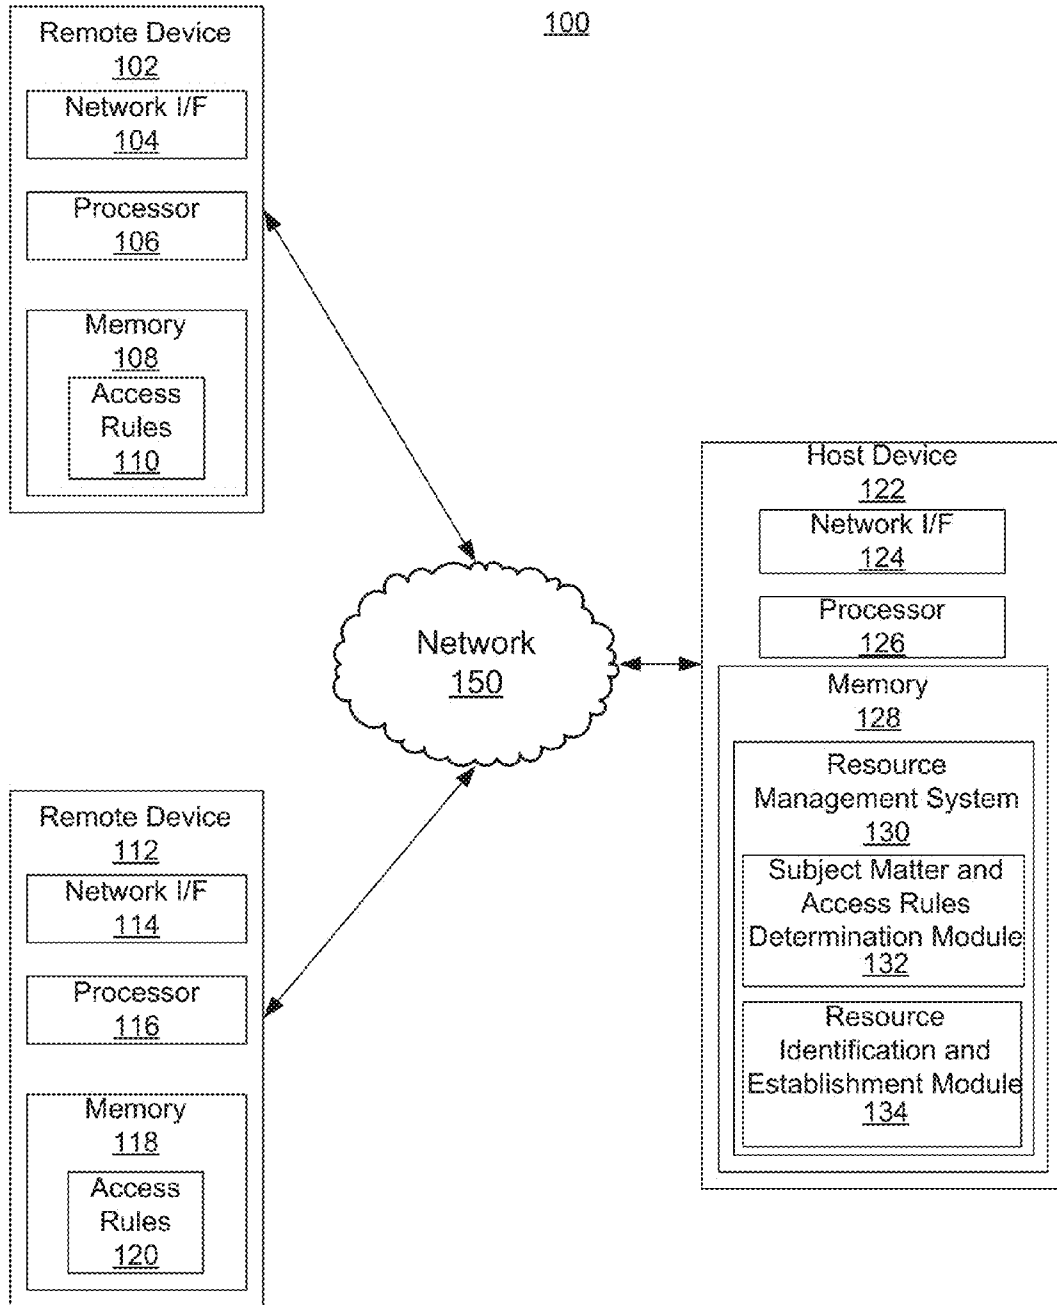 100
Remote Device
102
Network I/F
104
Processor
106
Memory
108
Access
Rules
110
Host Device
122
Network I/F
124
Processor
126
Memory
128
Resource
Management System
130
Subject Matter and
Access Rules
Determination Module
132
Resource
Identification and
Establishment Module
134
Network
150
Remote Device
112
Network I/F
114
Processor
116
Memory
118
Access
Rules
120